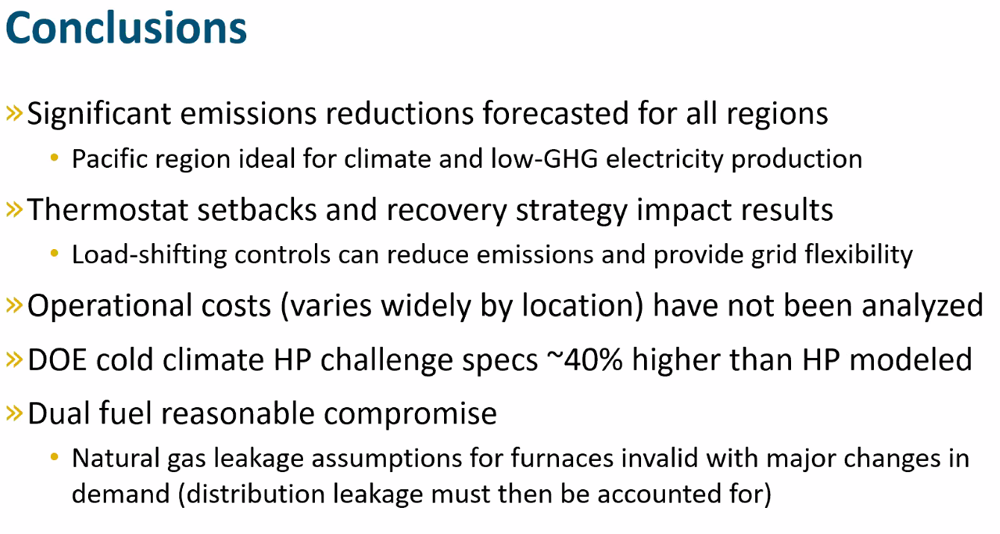 Conclusions
» Significant emissions reductions forecasted for all regions
• Pacific region ideal for climate and low-GHG electricity production
» Thermostat setbacks and recovery strategy impact results
• Load-shifting controls can reduce emissions and provide grid flexibility
» Operational costs (varies widely by location) have not been analyzed
» DOE cold climate HP challenge specs ~40% higher than HP modeled
» Dual fuel reasonable compromise
• Natural gas leakage assumptions for furnaces invalid with major changes in
demand (distribution leakage must then be accounted for)